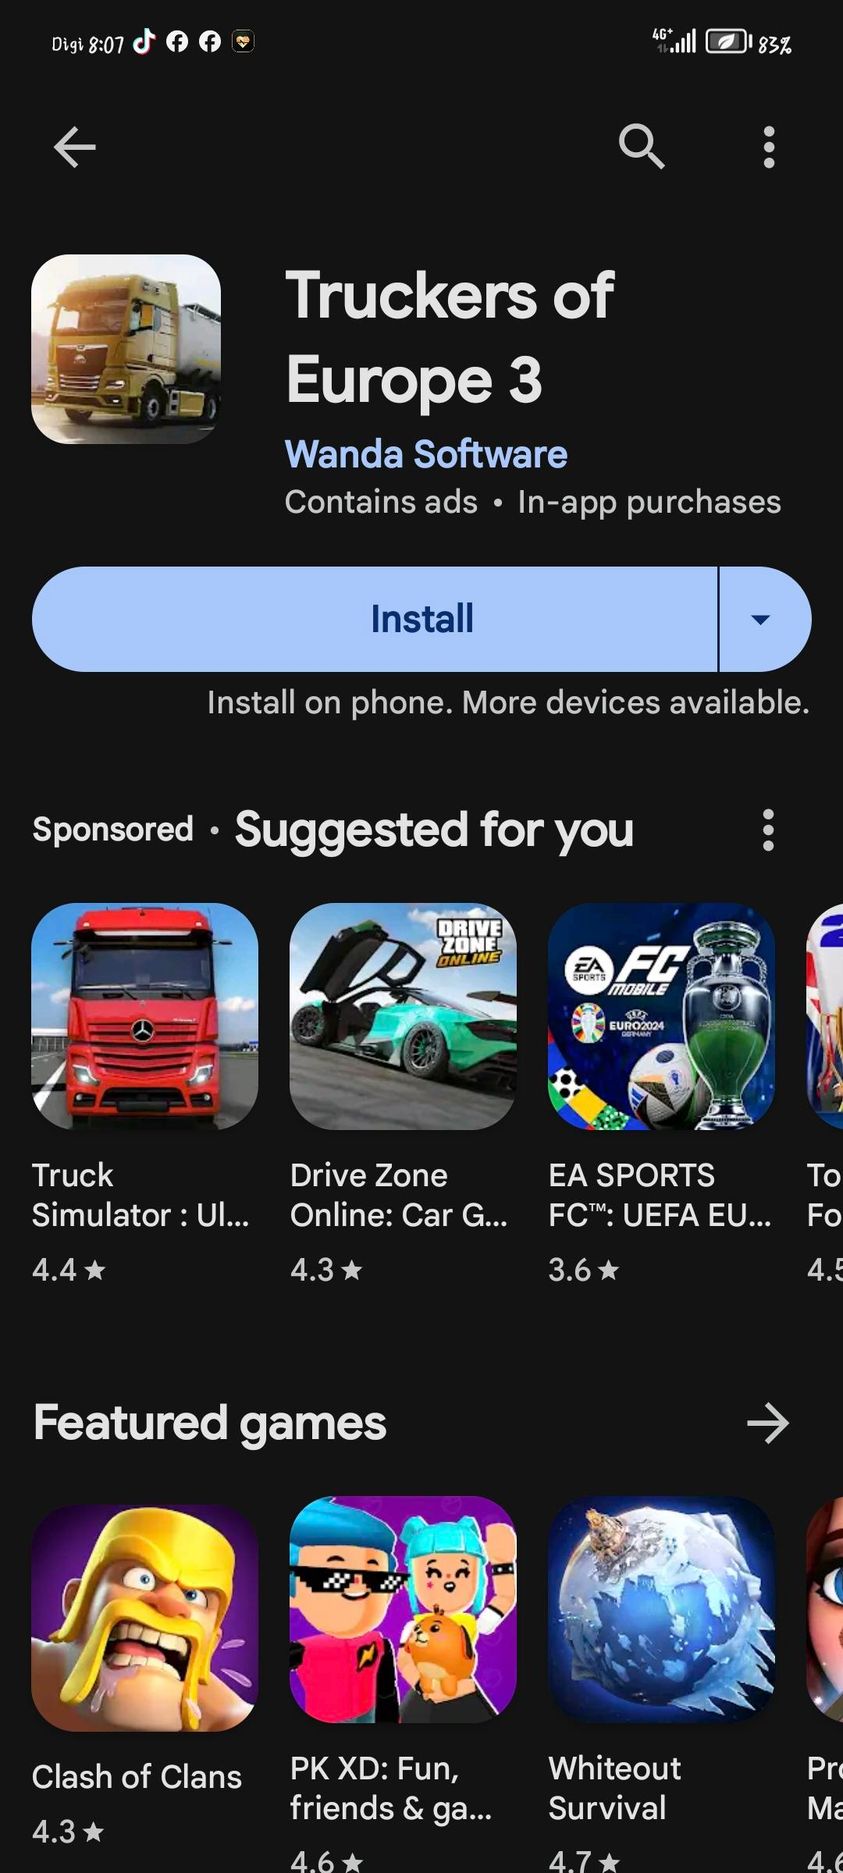 Digi 8:07
4G+
83%
Truckers of
Europe 3
Wanda Software
Contains ads • In-app purchases
Install
Install on phone. More devices available.
Sponsored • Suggested for you
DRIVE
ZONE
ONLINE
EA
SPORTS
FC
MOBILE
UEFA
EURO2024
GERMANY
Truck
Simulator : Ul...
4.4 ★
Drive Zone
Online: Car G...
4.3 ★
EA SPORTS
FC™: UEFA EU...
3.6 ★
To
Fo
4.5
Featured games
Clash of Clans
4.3 ★
PK XD: Fun,
friends & ga...
4.6 ★
Whiteout
Survival
4.7 ★
Pro
Ma
4.6